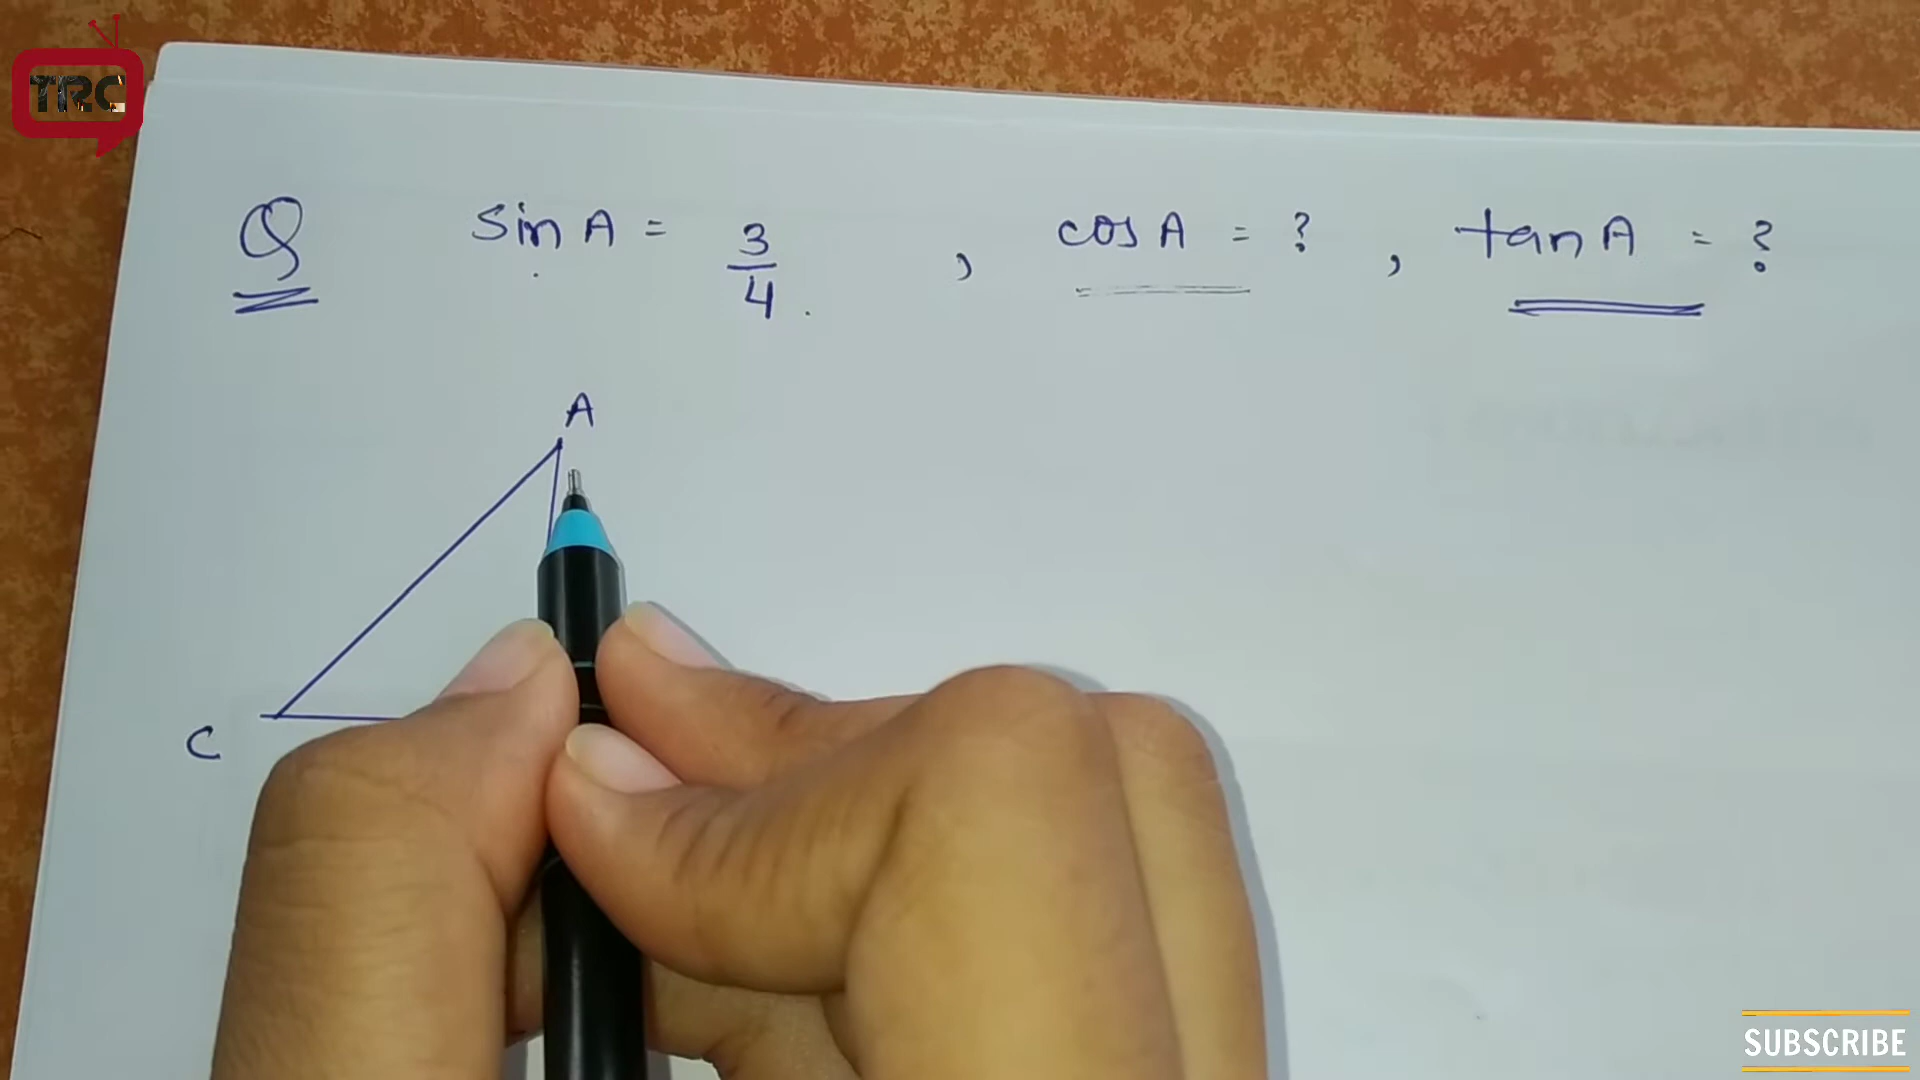 TRC
Q sin A = 3/4 , cos A = ? , tan A = ?
A
C
SUBSCRIBE